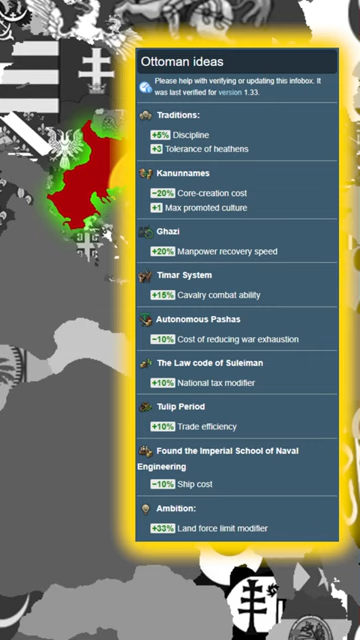 Ottoman ideas
Please help with verifying or updating this infobox. It
was last verified for version 1.33.
Traditions:
+5% Discipline
+3 Tolerance of heathens
Kanunnames
−20% Core-creation cost
+1 Max promoted culture
Ghazi
+20% Manpower recovery speed
Timar System
+15% Cavalry combat ability
Autonomous Pashas
−10% Cost of reducing war exhaustion
The Law code of Suleiman
+10% National tax modifier
Tulip Period
+10% Trade efficiency
Found the Imperial School of Naval
Engineering
−10% Ship cost
Ambition:
+33% Land force limit modifier